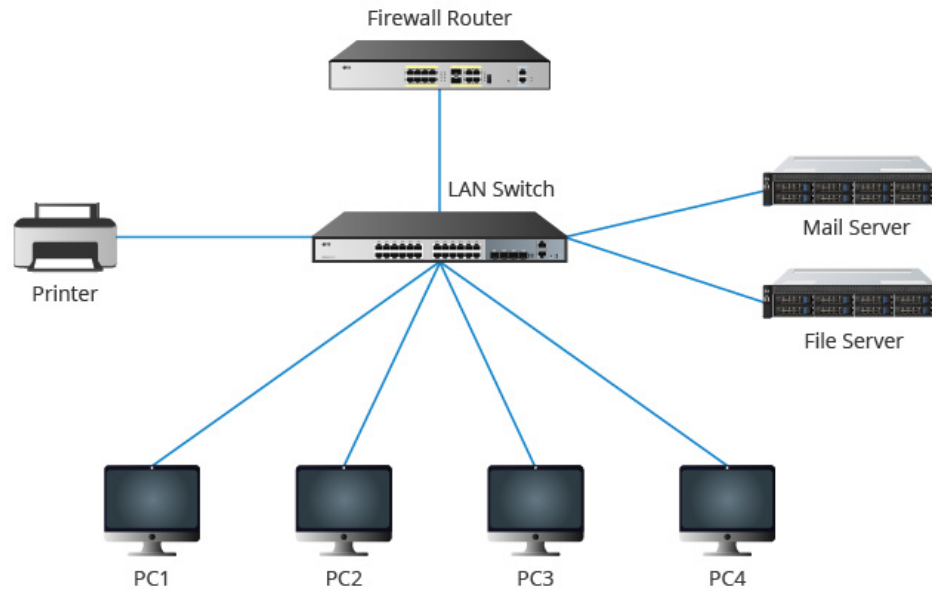 Firewall Router
LAN Switch
Mail Server
Printer
File Server
PC1
PC2
PC3
PC4